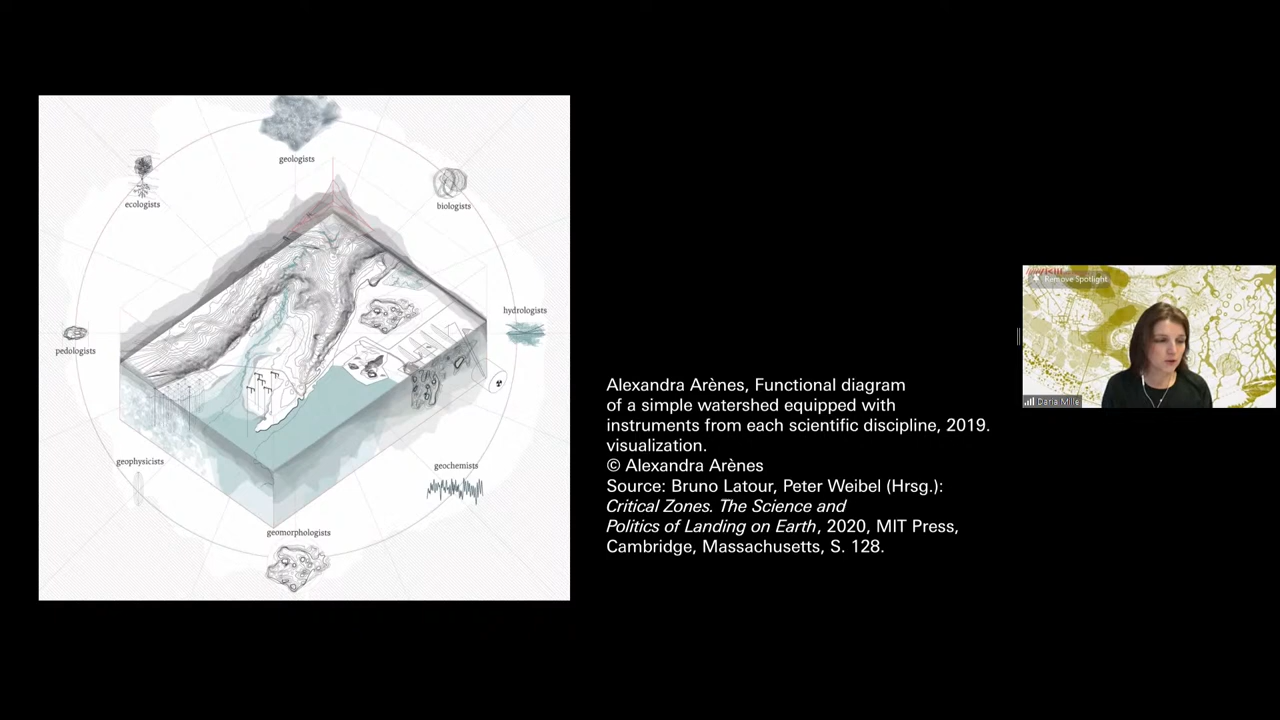 geologists
ecologists
biologists
hydrologists
pedologists
geophysicists
geochemists
geomorphologists
Alexandra Arènes, Functional diagram
of a simple watershed equipped with
instruments from each scientific discipline, 2019.
visualization.
© Alexandra Arènes
Source: Bruno Latour, Peter Weibel (Hrsg.):
Critical Zones. The Science and
Politics of Landing on Earth, 2020, MIT Press,
Cambridge, Massachusetts, S. 128.
Remove Spotlight
Daria Mille